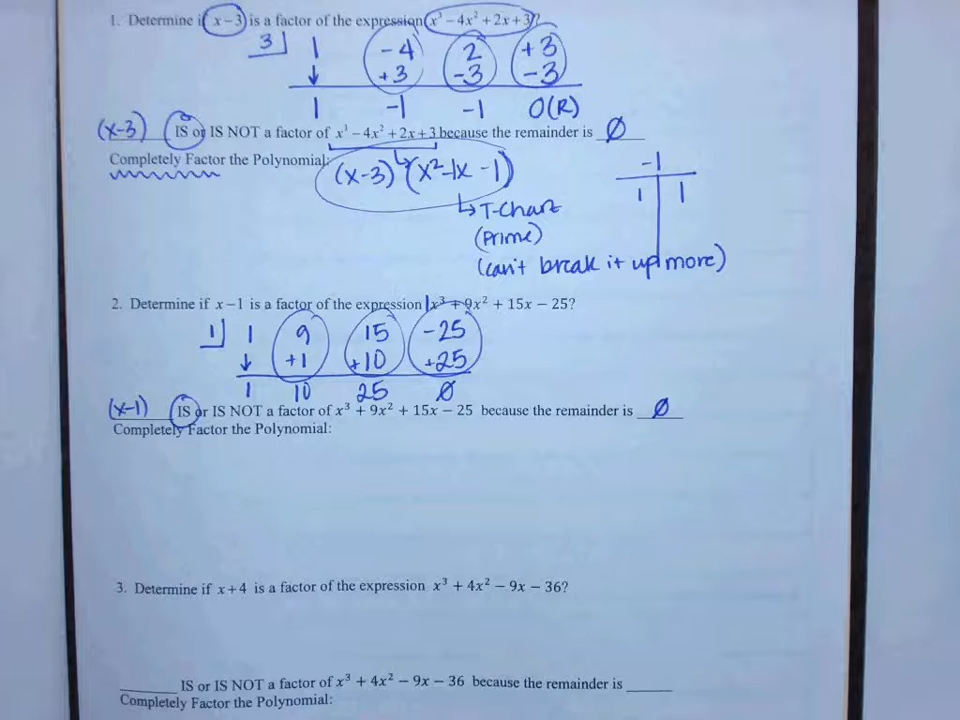 1. Determine if x − 3 is a factor of the expression x³ − 4x² + 2x + 3?
3 1 -4 2 +3
↓ +3 -3 -3
1 -1 -1 0(R)
(x-3) IS or IS NOT a factor of x³ − 4x² + 2x + 3 because the remainder is Ø
Completely Factor the Polynomial:
(x-3) (x²-1x -1)
-1
1 1
↳ T-Chart
(Prime)
(can't break it up more)
2. Determine if x − 1 is a factor of the expression 1x³ + 9x² + 15x − 25?
1 1 9 15 -25
↓ +1 +10 +25
1 10 25 Ø
(x-1) IS or IS NOT a factor of x³ + 9x² + 15x − 25 because the remainder is Ø
Completely Factor the Polynomial:
3. Determine if x + 4 is a factor of the expression x³ + 4x² − 9x − 36?
______ IS or IS NOT a factor of x³ + 4x² − 9x − 36 because the remainder is ______
Completely Factor the Polynomial: